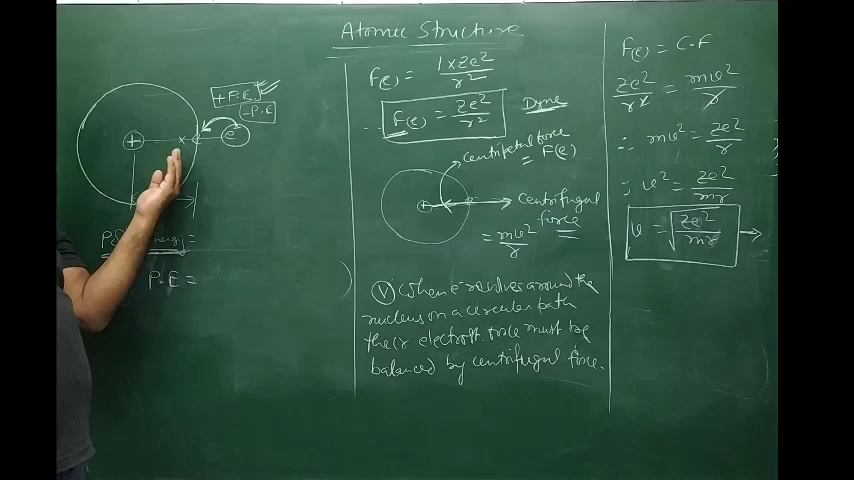 Atomic Structure
+P.E
-P.E
+
x
e
P.E =
F(e) = 1×Ze²/r²
F(e) = Ze²/r²
Dyne
Centripetal force
= F(e)
+
Centrifugal
force
= mv²/r
(V) When e⁻ revolves around the
nucleus on a circular path
their electrost. force must be
balanced by centrifugal force.
F(e) = C.F
Ze²/r² = mv²/r
∴ mv² = Ze²/r
∴ v² = Ze²/mr
v = √Ze²/mr